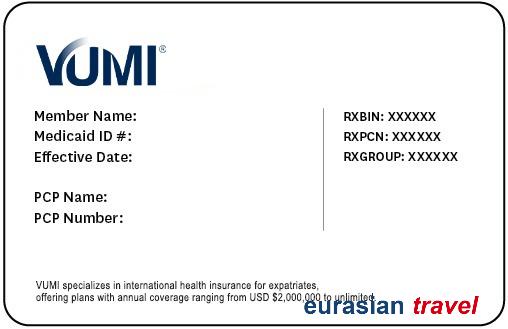 VUMI®
Member Name:
Medicaid ID #:
Effective Date:
PCP Name:
PCP Number:
RXBIN: XXXXXX
RXPCN: XXXXXX
RXGROUP: XXXXXX
VUMI specializes in international health insurance for expatriates,
offering plans with annual coverage ranging from USD $2,000,000 to unlimited.
eurasian travel